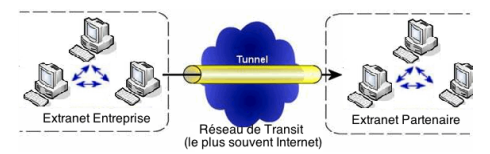 Tunnel
Extranet Entreprise
Réseau de Transit
(le plus souvent Internet)
Extranet Partenaire